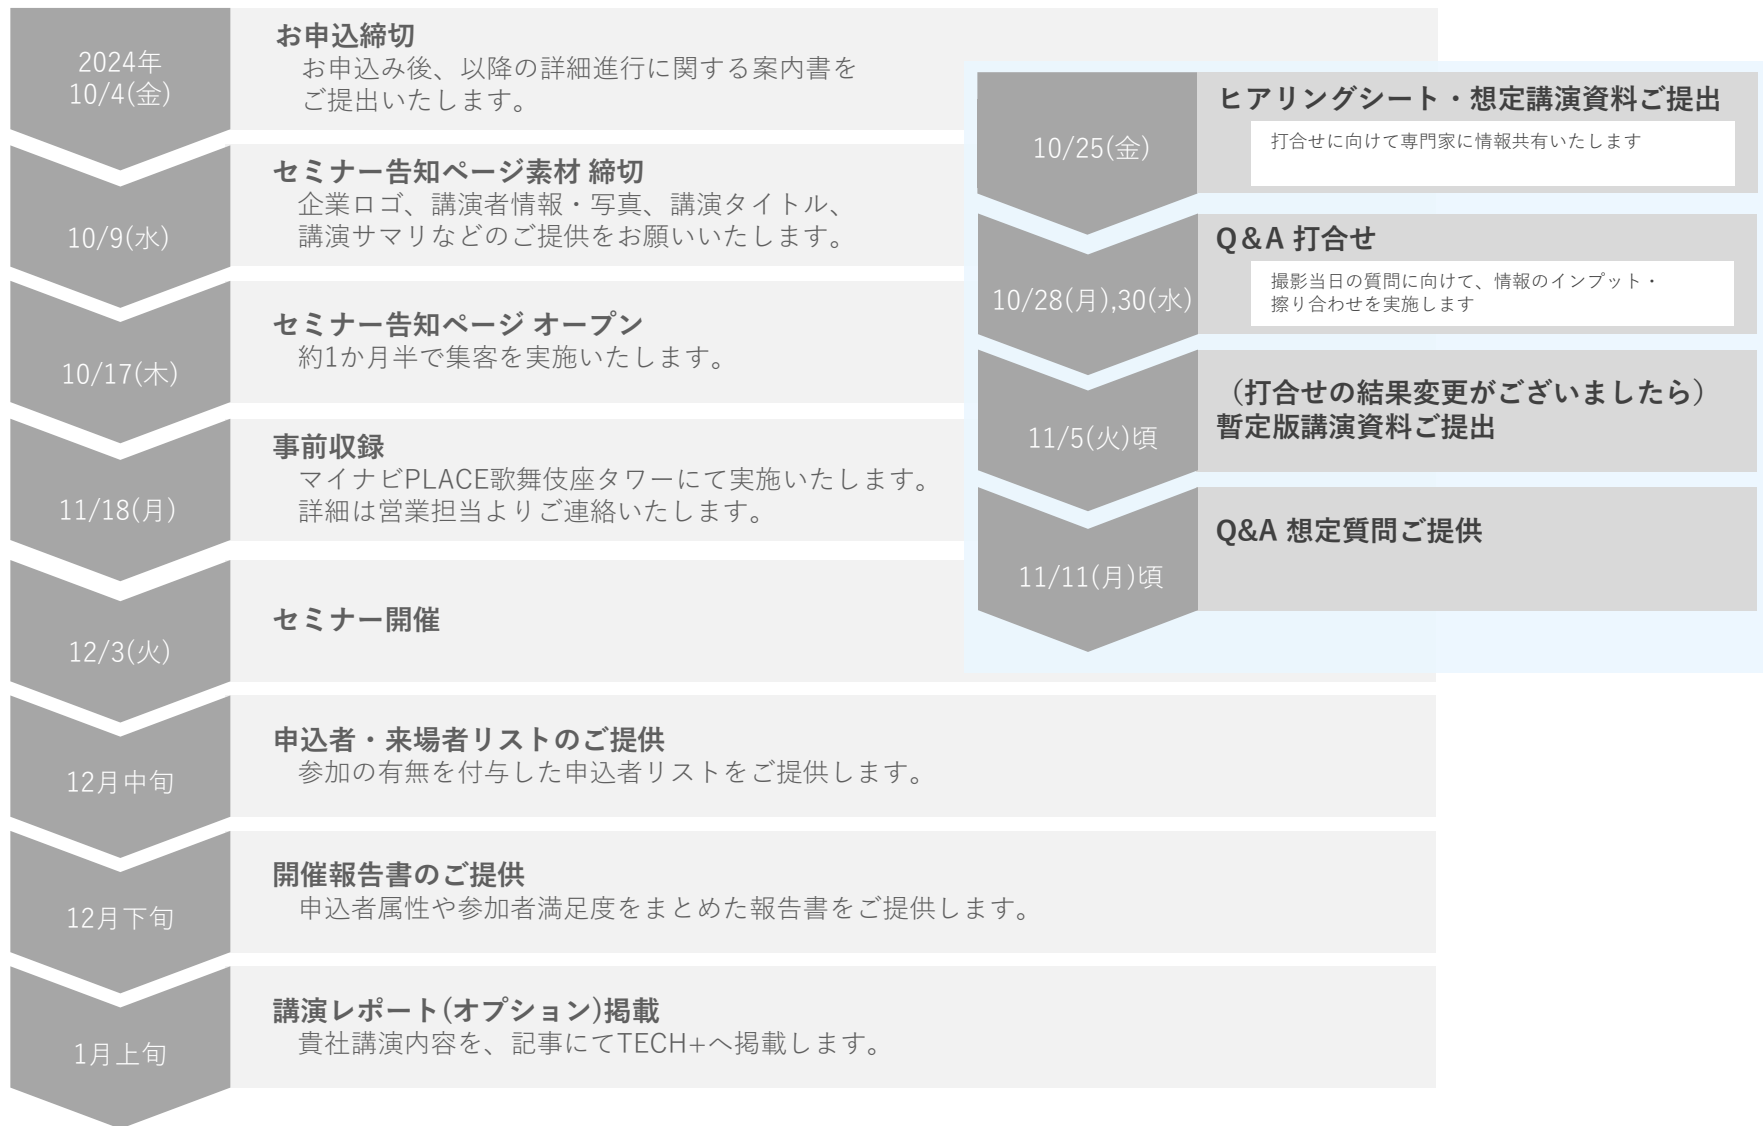 2024年
10/4(金)
お申込締切
お申込み後、以降の詳細進行に関する案内書を
ご提出いたします。
10/9(水)
セミナー告知ページ素材 締切
企業ロゴ、講演者情報・写真、講演タイトル、
講演サマリなどのご提供をお願いいたします。
10/17(木)
セミナー告知ページ オープン
約1か月半で集客を実施いたします。
11/18(月)
事前収録
マイナビPLACE歌舞伎座タワーにて実施いたします。
詳細は営業担当よりご連絡いたします。
12/3(火)
セミナー開催
12月中旬
申込者・来場者リストのご提供
参加の有無を付与した申込者リストをご提供します。
12月下旬
開催報告書のご提供
申込者属性や参加者満足度をまとめた報告書をご提供します。
1月上旬
講演レポート(オプション)掲載
貴社講演内容を、記事にてTECH+へ掲載します。
10/25(金)
ヒアリングシート・想定講演資料ご提出
打合せに向けて専門家に情報共有いたします
10/28(月),30(水)
Q&A 打合せ
撮影当日の質問に向けて、情報のインプット・
擦り合わせを実施します
11/5(火)頃
（打合せの結果変更がございましたら）
暫定版講演資料ご提出
11/11(月)頃
Q&A 想定質問ご提供